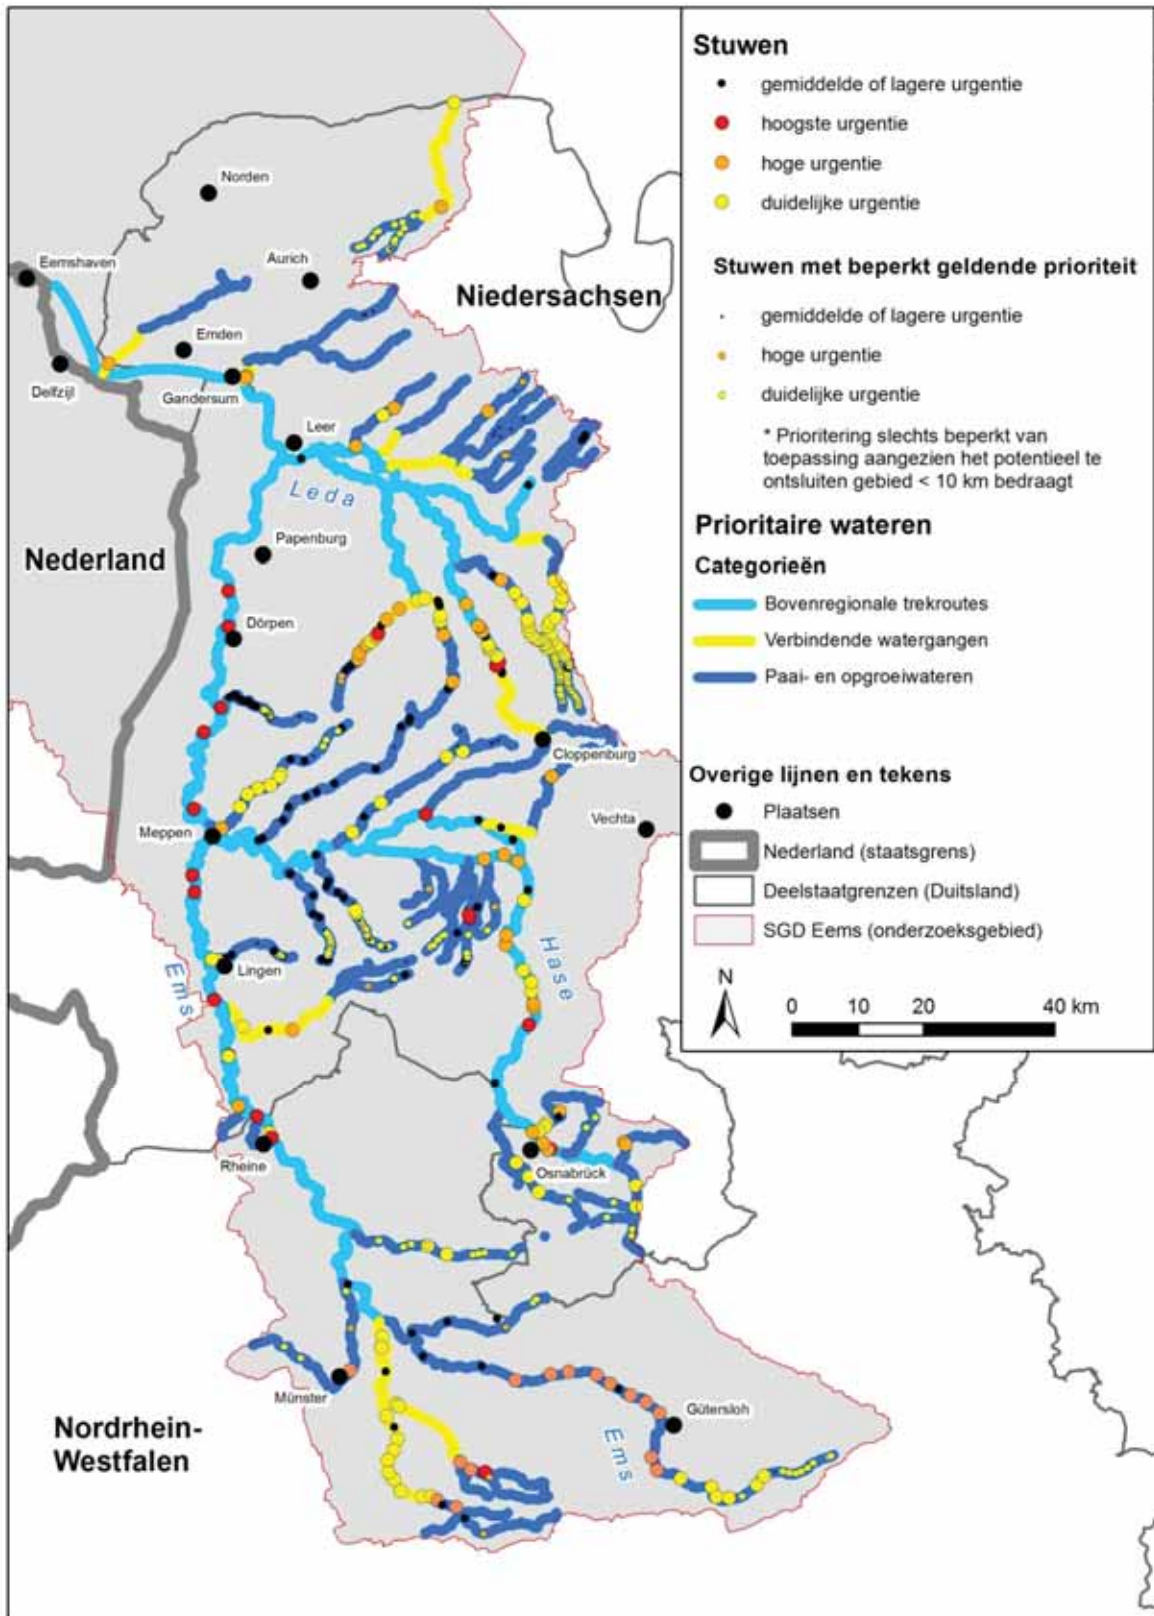 Stuwen
gemiddelde of lagere urgentie
hoogste urgentie
hoge urgentie
duidelijke urgentie
Stuwen met beperkt geldende prioriteit
gemiddelde of lagere urgentie
hoge urgentie
duidelijke urgentie
* Prioritering slechts beperkt van
toepassing aangezien het potentieel te
ontsluiten gebied < 10 km bedraagt
Prioritaire wateren
Categorieën
Bovenregionale trekroutes
Verbindende watergangen
Paai- en opgroeiwateren
Overige lijnen en tekens
Plaatsen
Nederland (staatsgrens)
Deelstaatgrenzen (Duitsland)
SGD Eems (onderzoeksgebied)
N
0 10 20 40 km
Norden
Eemshaven
Aurich
Niedersachsen
Emden
Delfzijl
Gandersum
Leer
Leda
Nederland
Papenburg
Dörpen
Cloppenburg
Meppen
Vechta
Hase
Ems
Lingen
Rheine
Osnabrück
Münster
Gütersloh
Ems
Nordrhein-
Westfalen